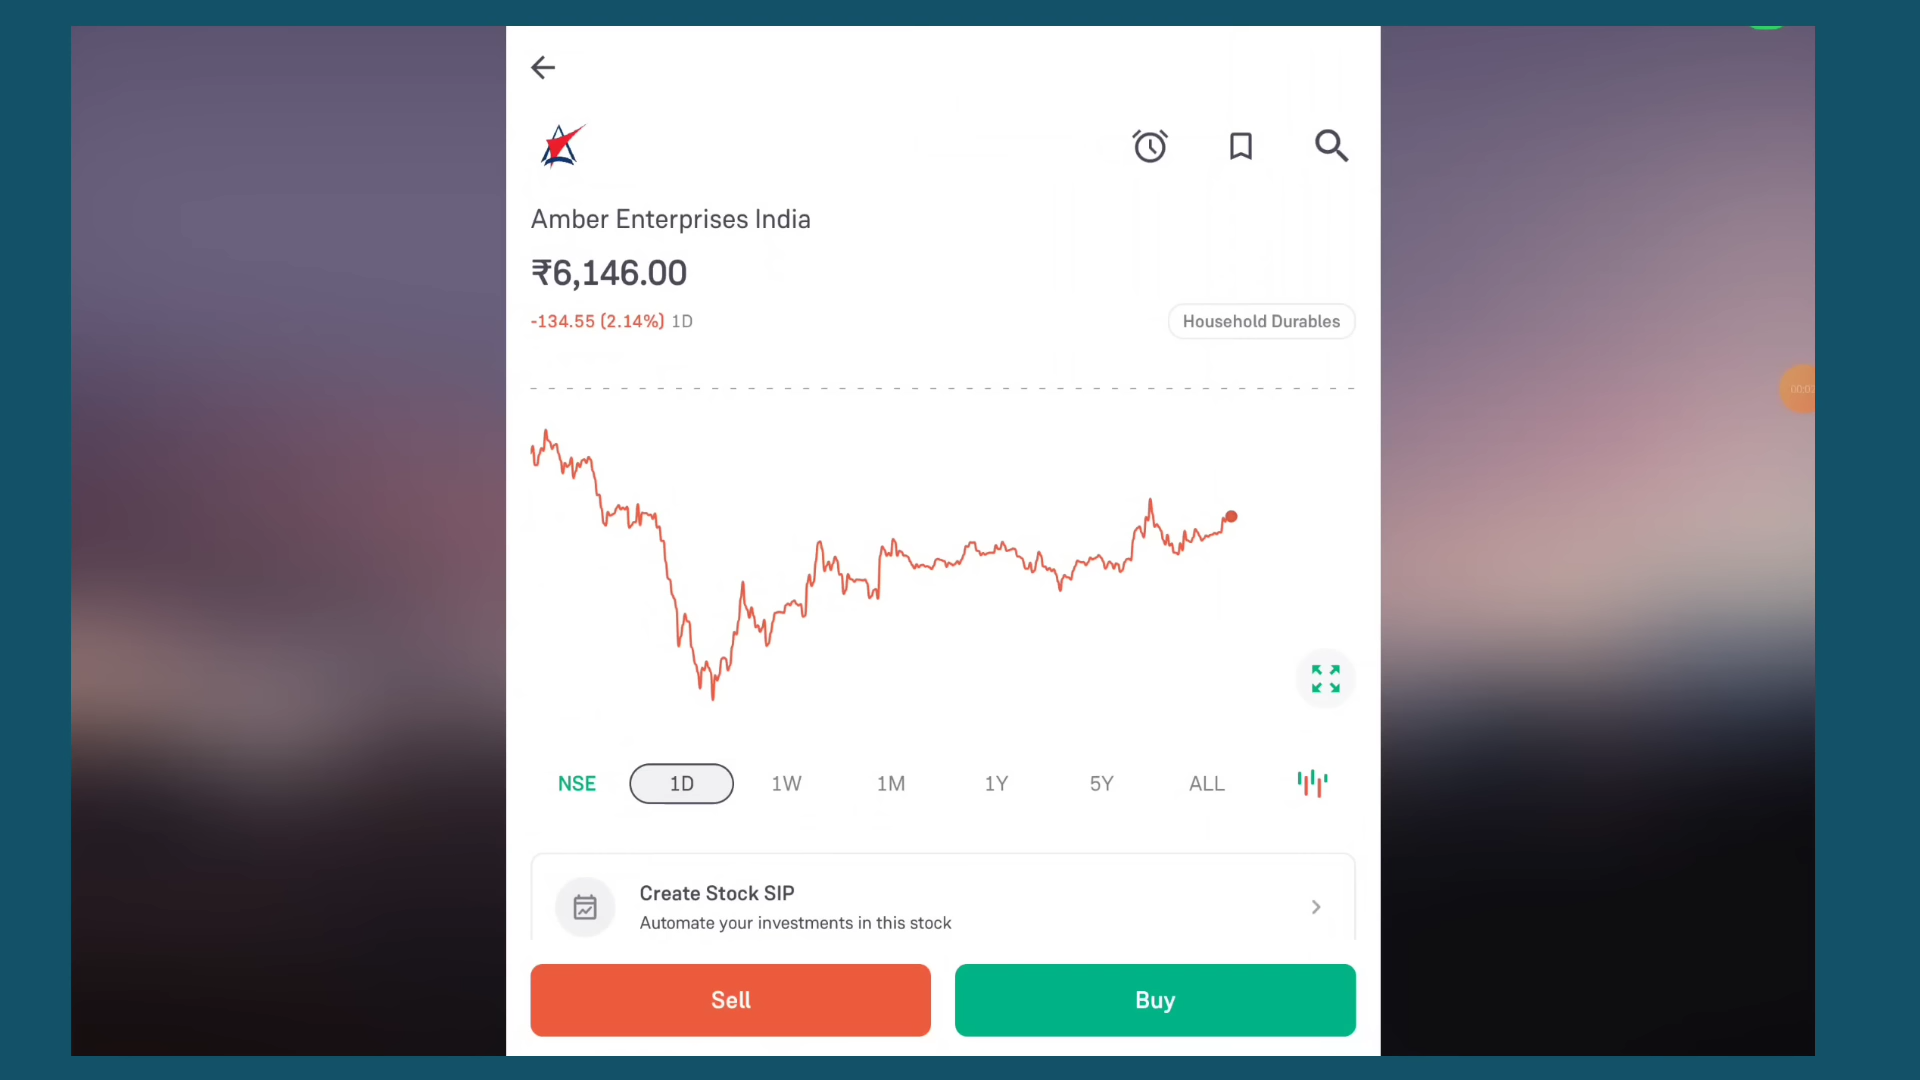 Amber Enterprises India
₹6,146.00
-134.55 (2.14%) 1D
Household Durables
NSE 1D 1W 1M 1Y 5Y ALL
Create Stock SIP
Automate your investments in this stock
Sell
Buy